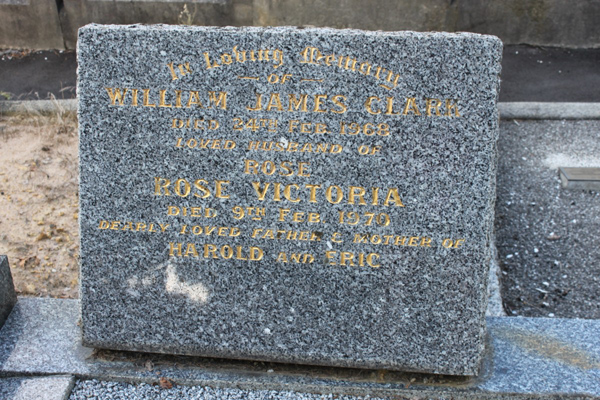 In Loving Memory
OF
WILLIAM JAMES CLARK
DIED 24TH FEB. 1968
LOVED HUSBAND OF
ROSE
ROSE VICTORIA
DIED 9TH FEB. 1970
DEARLY LOVED FATHER & MOTHER OF
HAROLD AND ERIC